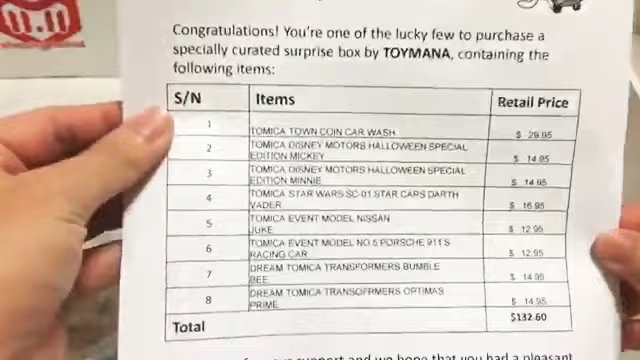 11.11
Congratulations! You're one of the lucky few to purchase a
specially curated surprise box by TOYMANA, containing the
following items:
S/N Items Retail Price
1 TOMICA TOWN COIN CAR WASH $ 29.95
2 TOMICA DISNEY MOTORS HALLOWEEN SPECIAL
EDITION MICKEY $ 14.95
3 TOMICA DISNEY MOTORS HALLOWEEN SPECIAL
EDITION MINNIE $ 14.95
4 TOMICA STAR WARS SC-01 STAR CARS DARTH
VADER $ 16.95
5 TOMICA EVENT MODEL NISSAN
JUKE $ 12.95
6 TOMICA EVENT MODEL NO.5 PORSCHE 911 S
RACING CAR $ 12.95
7 DREAM TOMICA TRANSFORMERS BUMBLE
BEE $ 14.95
8 DREAM TOMICA TRANSOFRMERS OPTIMAS
PRIME $ 14.95
Total $132.60
support and we hope that you had a pleasant